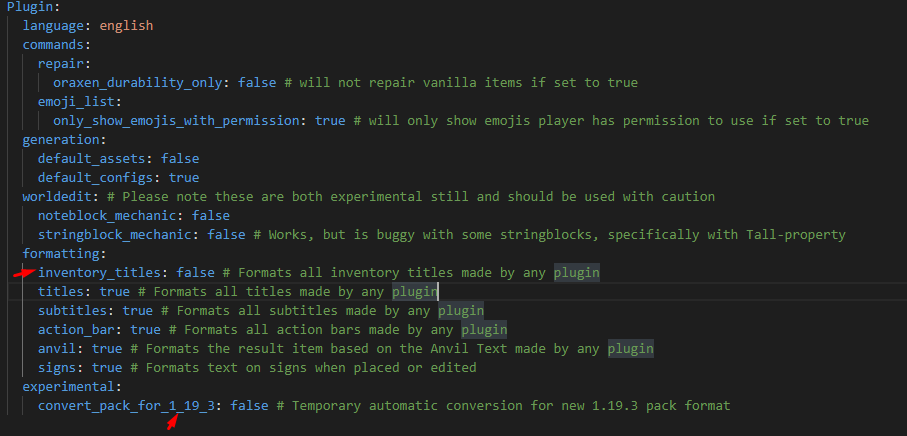 Plugin:
language: english
commands:
repair:
oraxen_durability_only: false # will not repair vanilla items if set to true
emoji_list:
only_show_emojis_with_permission: true # will only show emojis player has permission to use if set to true
generation:
default_assets: false
default_configs: true
worldedit: # Please note these are both experimental still and should be used with caution
noteblock_mechanic: false
stringblock_mechanic: false # Works, but is buggy with some stringblocks, specifically with Tall-property
formatting:
inventory_titles: false # Formats all inventory titles made by any plugin
titles: true # Formats all titles made by any plugin
subtitles: true # Formats all subtitles made by any plugin
action_bar: true # Formats all action bars made by any plugin
anvil: true # Formats the result item based on the Anvil Text made by any plugin
signs: true # Formats text on signs when placed or edited
experimental:
convert_pack_for_1_19_3: false # Temporary automatic conversion for new 1.19.3 pack format